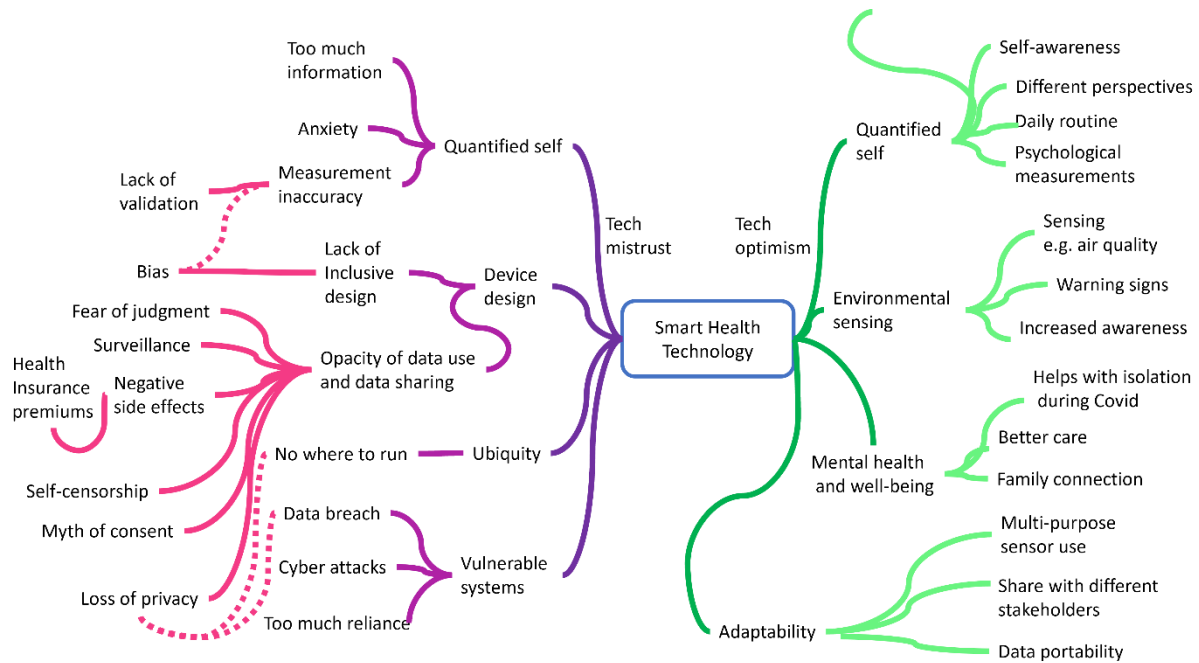 Too much
information
Anxiety
Quantified self
Measurement
inaccuracy
Lack of
validation
Bias
Lack of
Inclusive
design
Device
design
Tech
mistrust
Fear of judgment
Surveillance
Health
Insurance
premiums
Negative
side effects
Opacity of data use
and data sharing
Self-censorship
Myth of consent
Loss of privacy
No where to run
Ubiquity
Data breach
Cyber attacks
Too much reliance
Vulnerable
systems
Smart Health
Technology
Tech
optimism
Quantified
self
Self-awareness
Different perspectives
Daily routine
Psychological
measurements
Environmental
sensing
Sensing
e.g. air quality
Warning signs
Increased awareness
Mental health
and well-being
Helps with isolation
during Covid
Better care
Family connection
Adaptability
Multi-purpose
sensor use
Share with different
stakeholders
Data portability